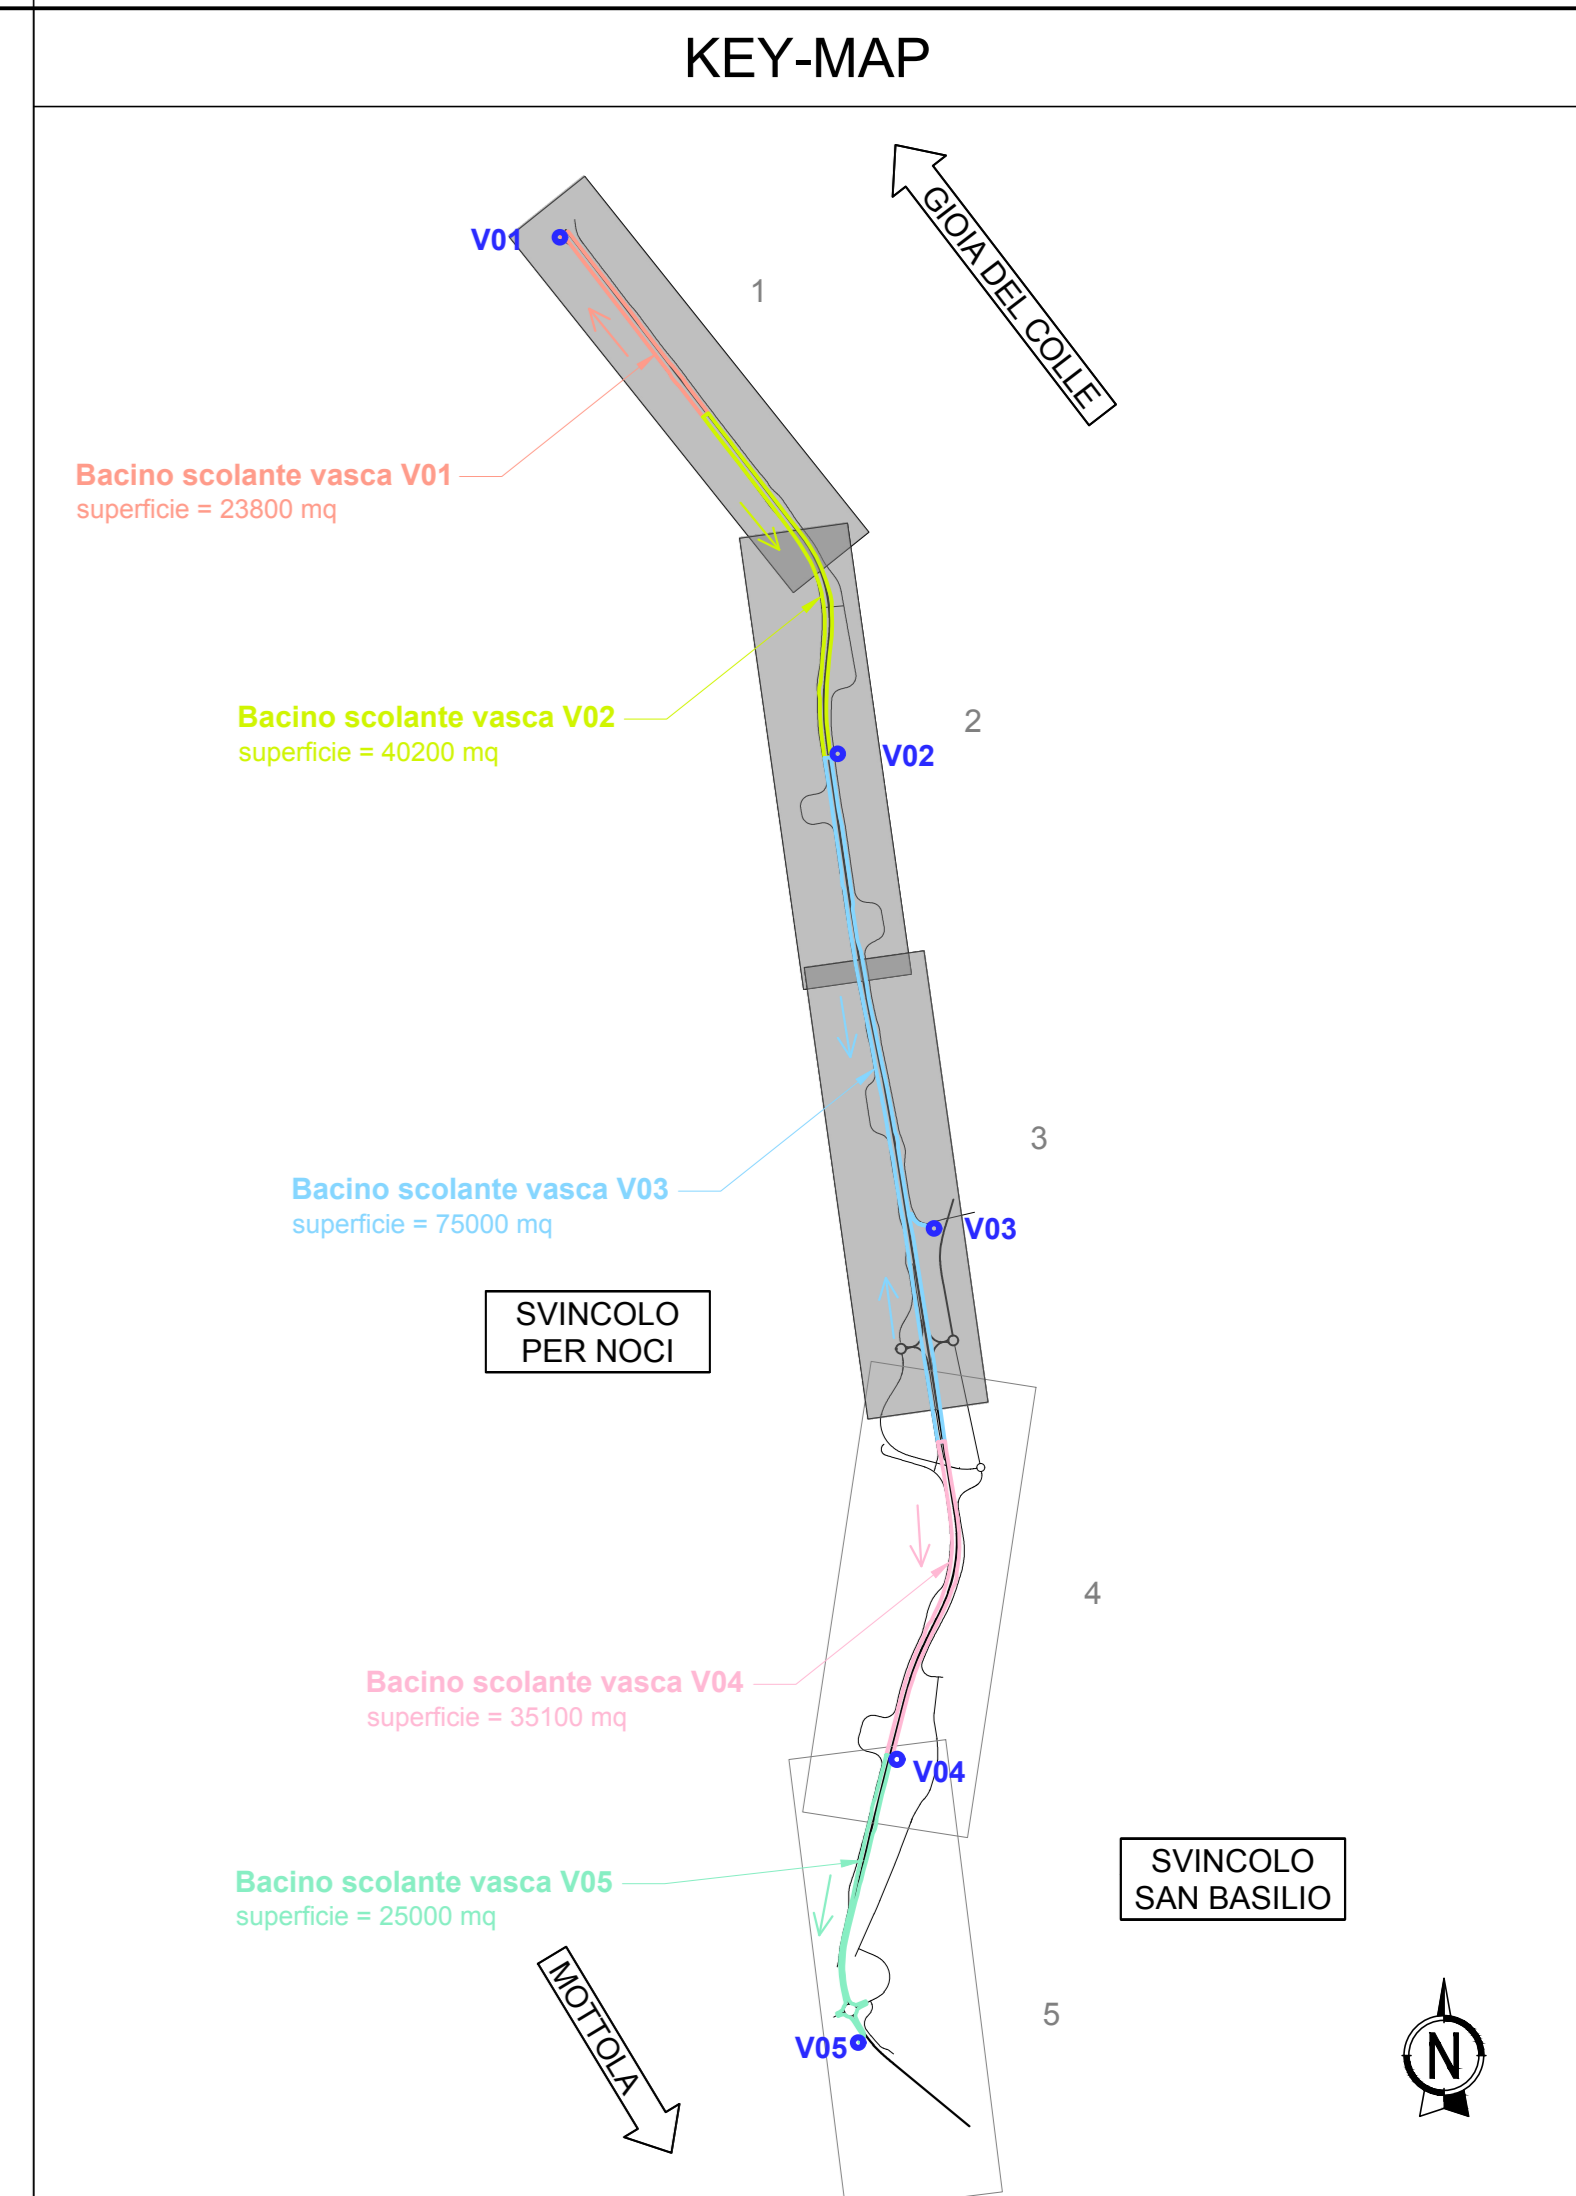 KEY-MAP
GIOIA DEL COLLE
V01
1
Bacino scolante vasca V01
superficie = 23800 mq
Bacino scolante vasca V02
superficie = 40200 mq
2
V02
3
Bacino scolante vasca V03
superficie = 75000 mq
V03
SVINCOLO
PER NOCI
4
Bacino scolante vasca V04
superficie = 35100 mq
V04
SVINCOLO
SAN BASILIO
Bacino scolante vasca V05
superficie = 25000 mq
MOTTOLA
5
V05
N